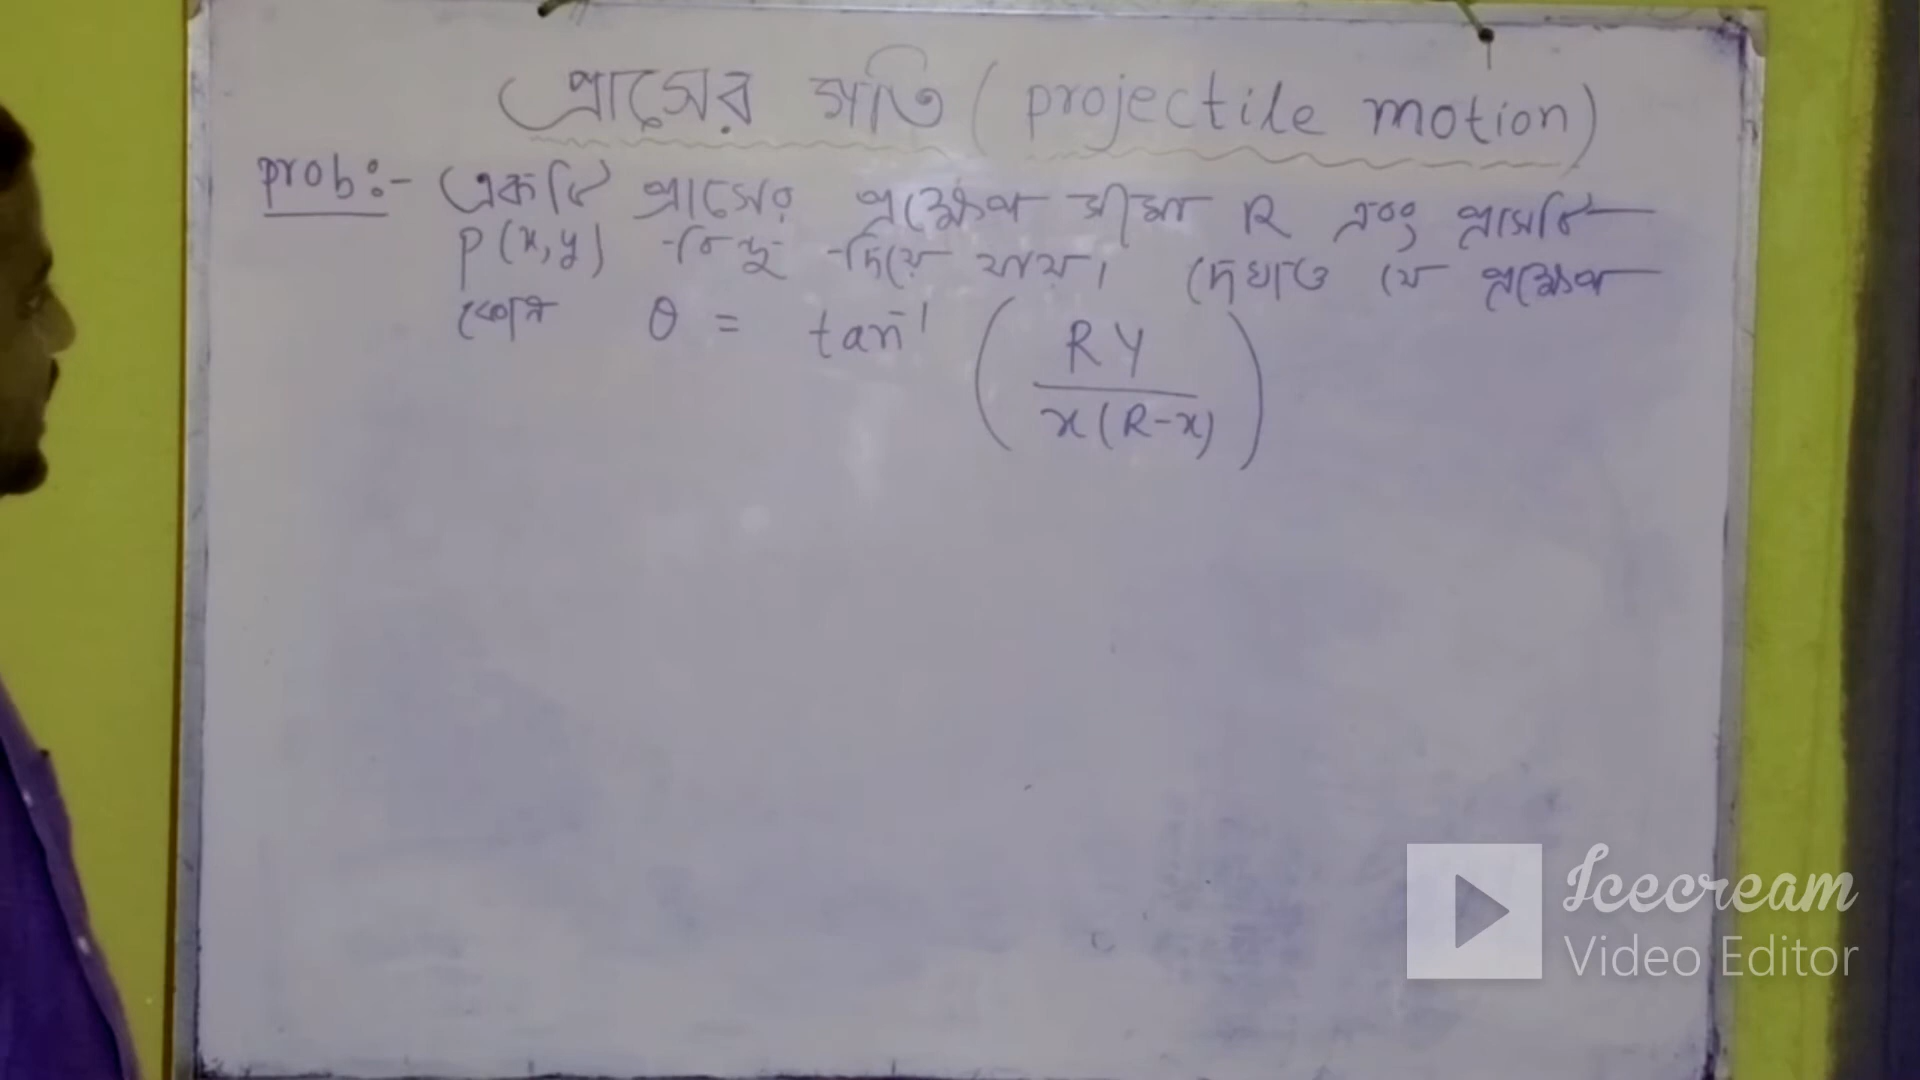 প্রাসের গতি ( projectile motion)
prob:- একটি প্রাসের প্রক্ষেপ সীমা R এবং প্রাসটি
P(x,y) বিন্দু দিয়ে যায়। দেখাও যে প্রক্ষেপ
কোন θ = tan⁻¹ ( RY / x(R-x) )
Icecream
Video Editor